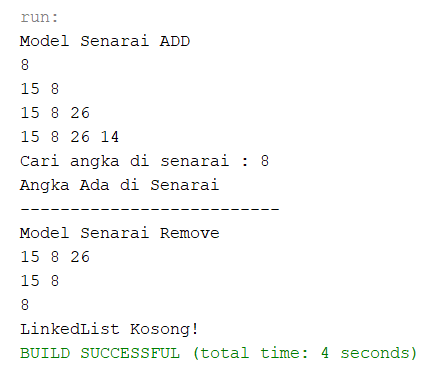 run:
Model Senarai ADD
8
15 8
15 8 26
15 8 26 14
Cari angka di senarai : 8
Angka Ada di Senarai
--------------------------
Model Senarai Remove
15 8 26
15 8
8
LinkedList Kosong!
BUILD SUCCESSFUL (total time: 4 seconds)